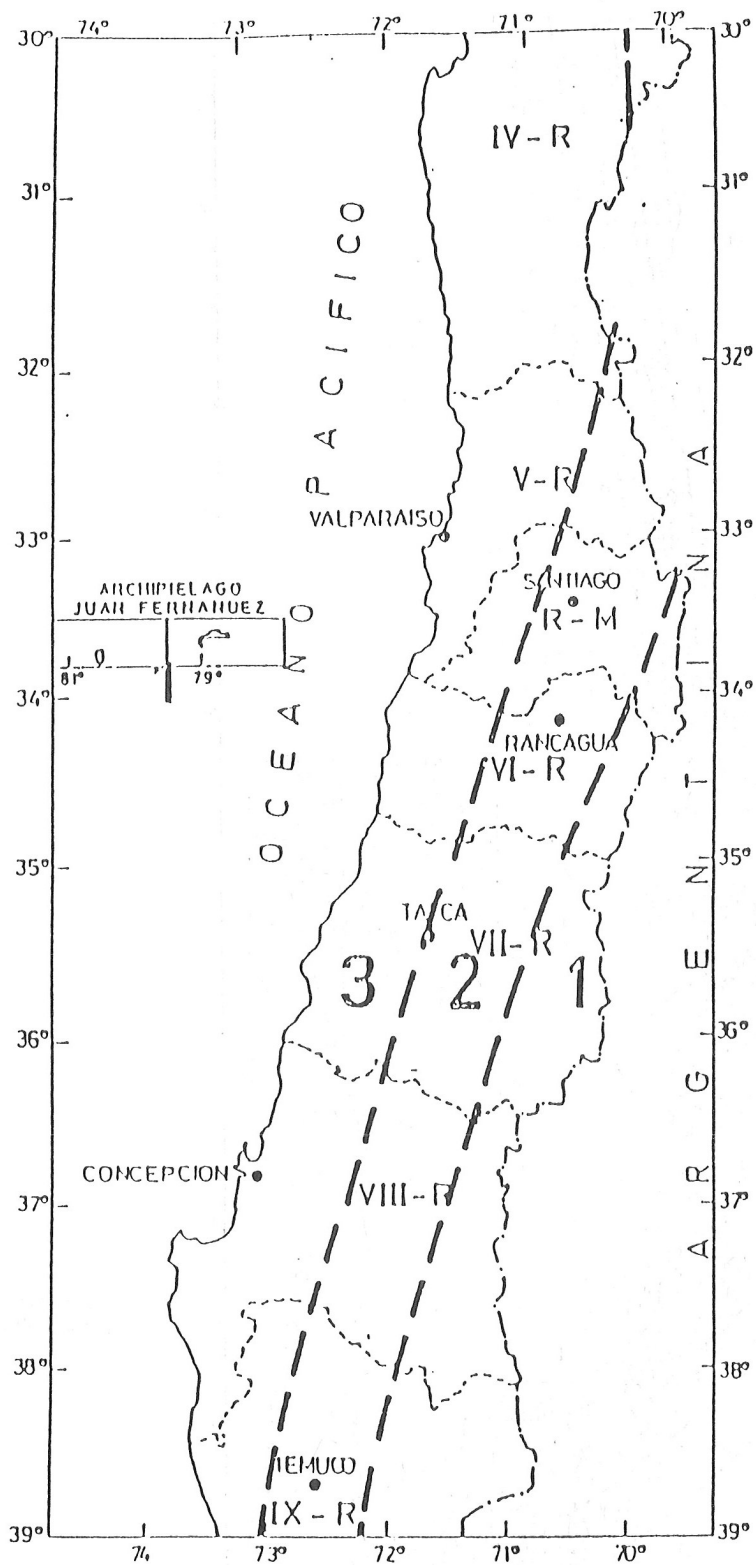 74° 73° 72° 71° 70°
30° 30°
IV-R
31° 31°
OCEANO PACIFICO
32° 32°
V-R
VALPARAISO
33° 33°
ARCHIPIELAGO
JUAN FERNANDEZ
SANTIAGO
R-M
81° 79°
34° 34°
RANCAGUA
VI-R
35° 35°
TALCA
VII-R
3 2 1
36° 36°
ARGENTINA
CONCEPCION
VIII-R
37° 37°
38° 38°
TEMUCO
IX-R
39° 39°
74 73° 72° 71° 70°